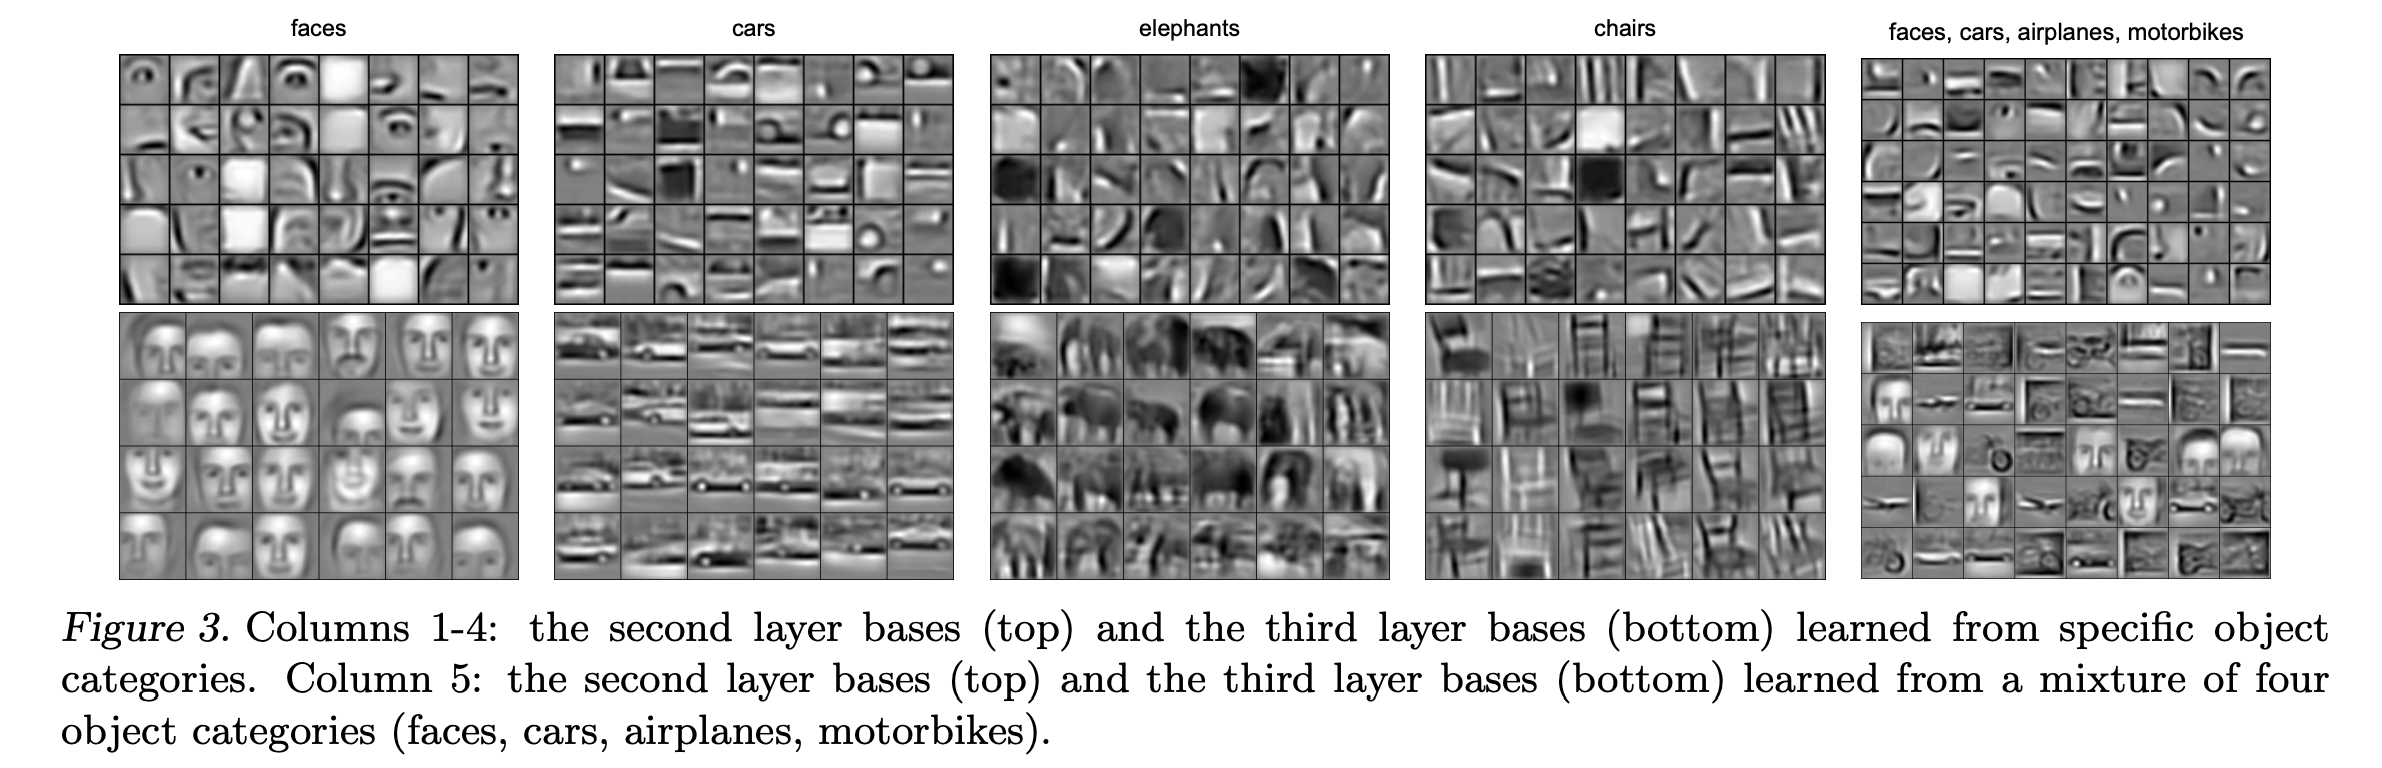 faces
cars
elephants
chairs
faces, cars, airplanes, motorbikes
Figure 3. Columns 1-4: the second layer bases (top) and the third layer bases (bottom) learned from specific object
categories. Column 5: the second layer bases (top) and the third layer bases (bottom) learned from a mixture of four
object categories (faces, cars, airplanes, motorbikes).